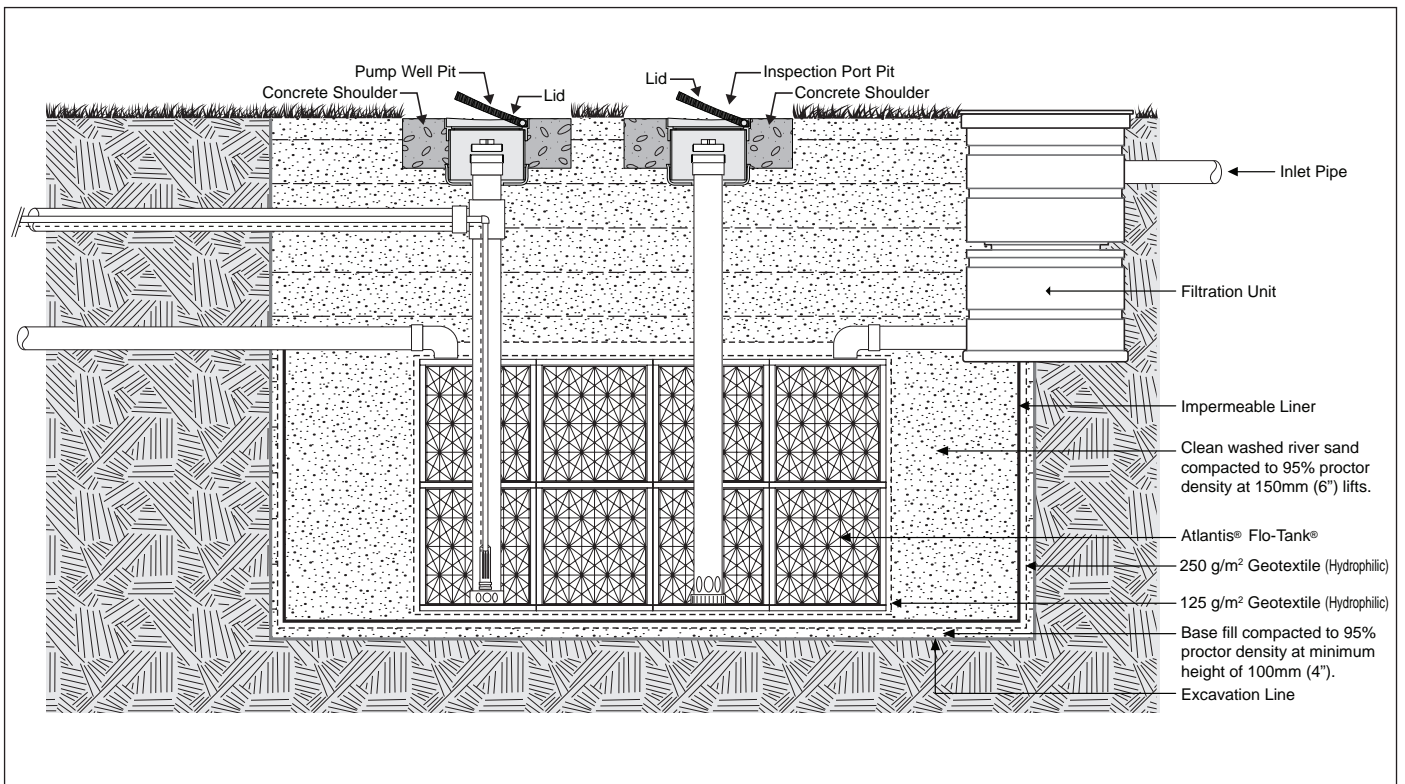 Pump Well Pit
Concrete Shoulder
Lid
Lid
Inspection Port Pit
Concrete Shoulder
Inlet Pipe
Filtration Unit
Impermeable Liner
Clean washed river sand
compacted to 95% proctor
density at 150mm (6”) lifts.
Atlantis® Flo-Tank®
250 g/m² Geotextile (Hydrophilic)
125 g/m² Geotextile (Hydrophilic)
Base fill compacted to 95%
proctor density at minimum
height of 100mm (4”).
Excavation Line